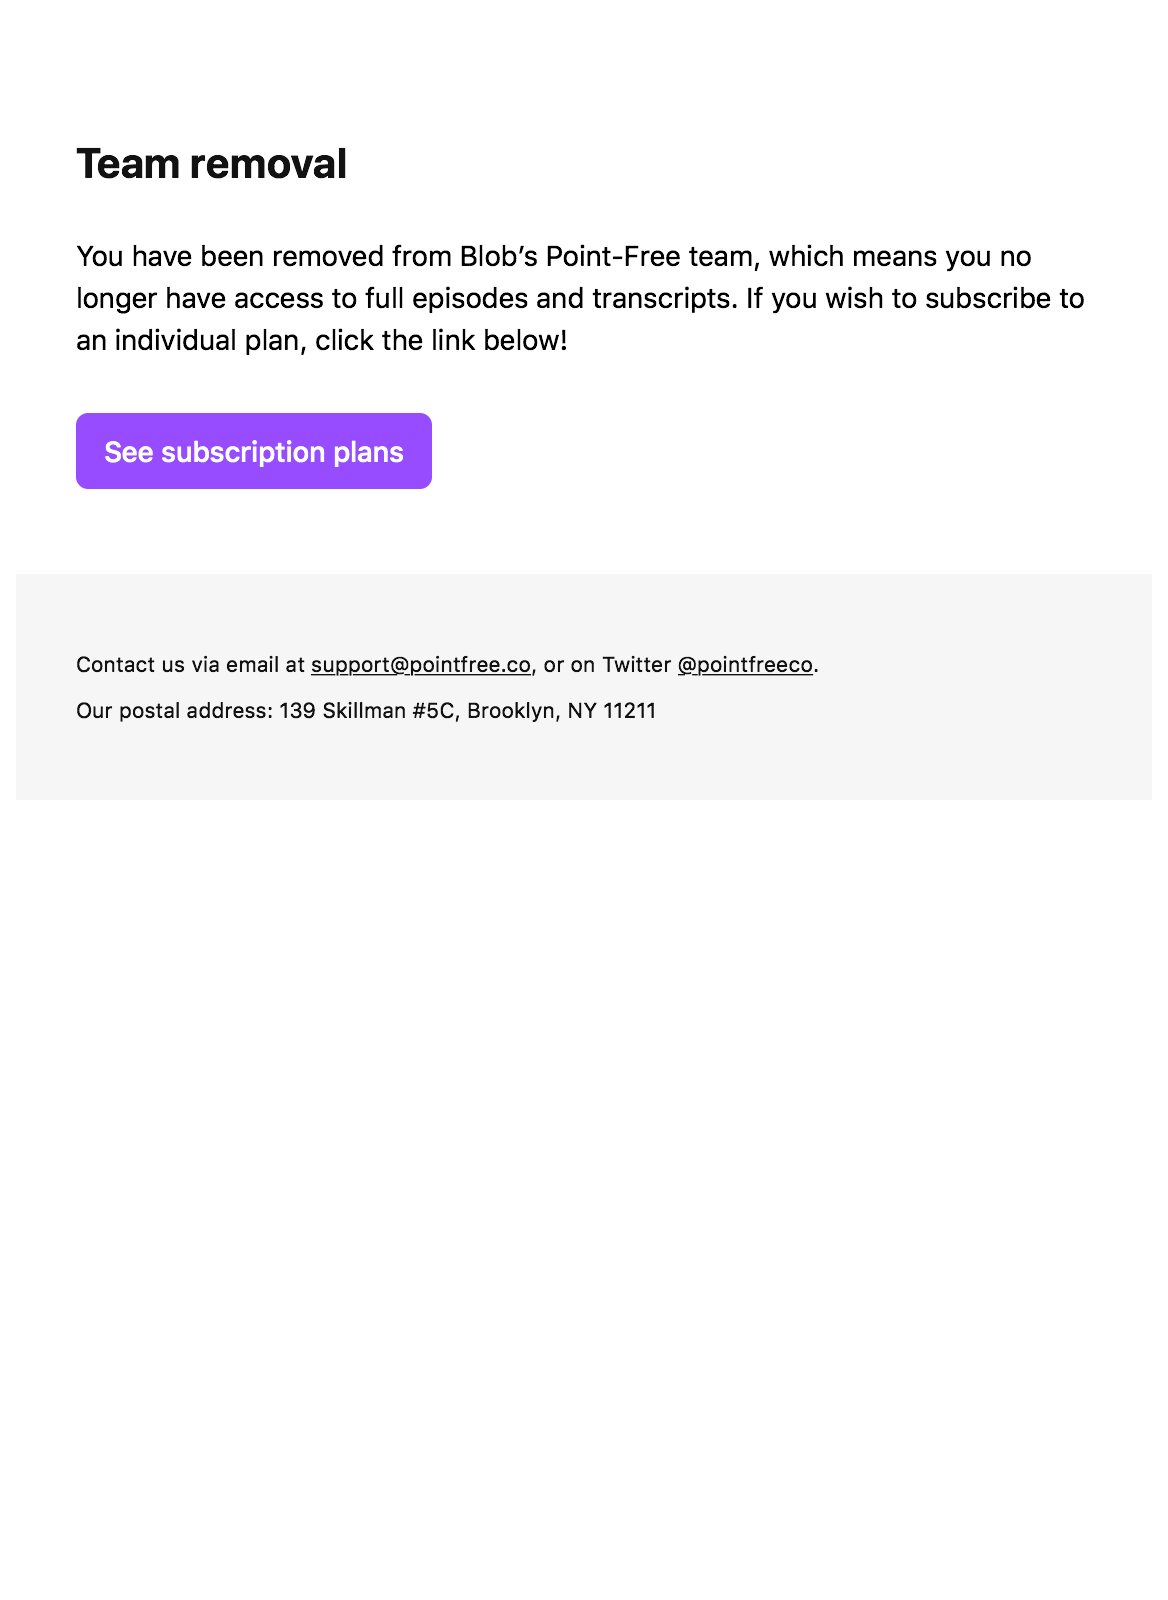 Team removal
You have been removed from Blob’s Point-Free team, which means you no
longer have access to full episodes and transcripts. If you wish to subscribe to
an individual plan, click the link below!
See subscription plans
Contact us via email at support@pointfree.co, or on Twitter @pointfreeco.
Our postal address: 139 Skillman #5C, Brooklyn, NY 11211